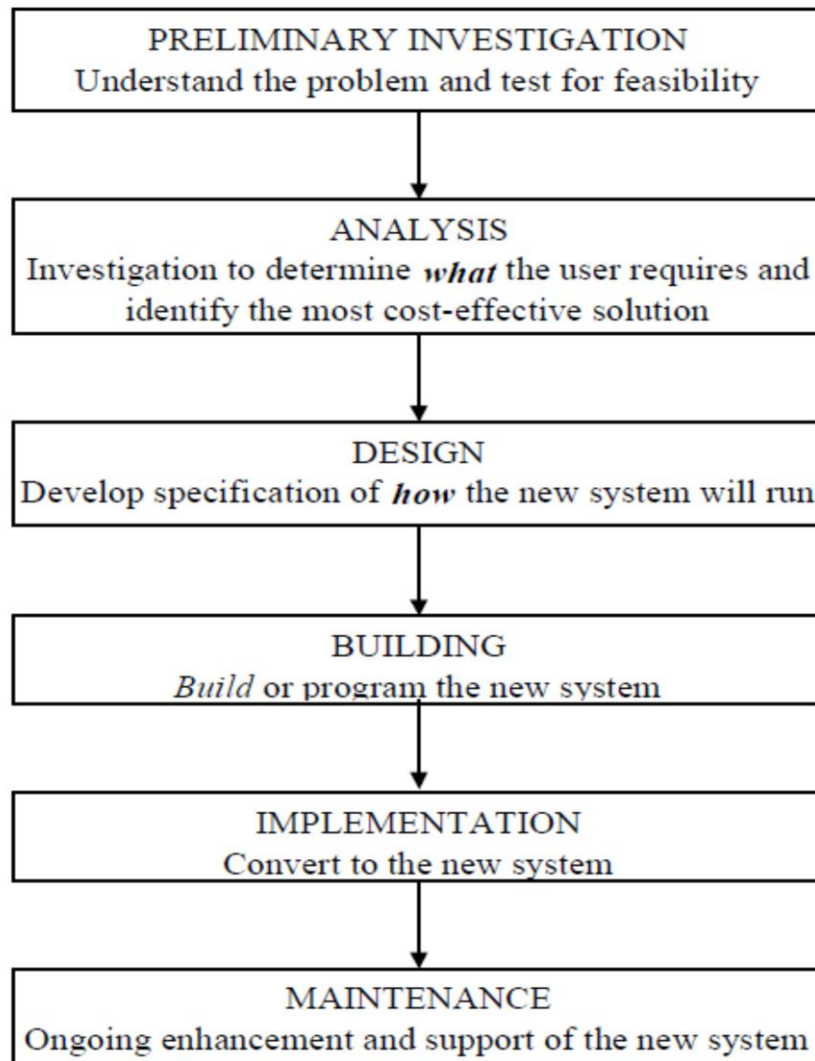 PRELIMINARY INVESTIGATION
Understand the problem and test for feasibility
ANALYSIS
Investigation to determine what the user requires and
identify the most cost-effective solution
DESIGN
Develop specification of how the new system will run
BUILDING
Build or program the new system
IMPLEMENTATION
Convert to the new system
MAINTENANCE
Ongoing enhancement and support of the new system